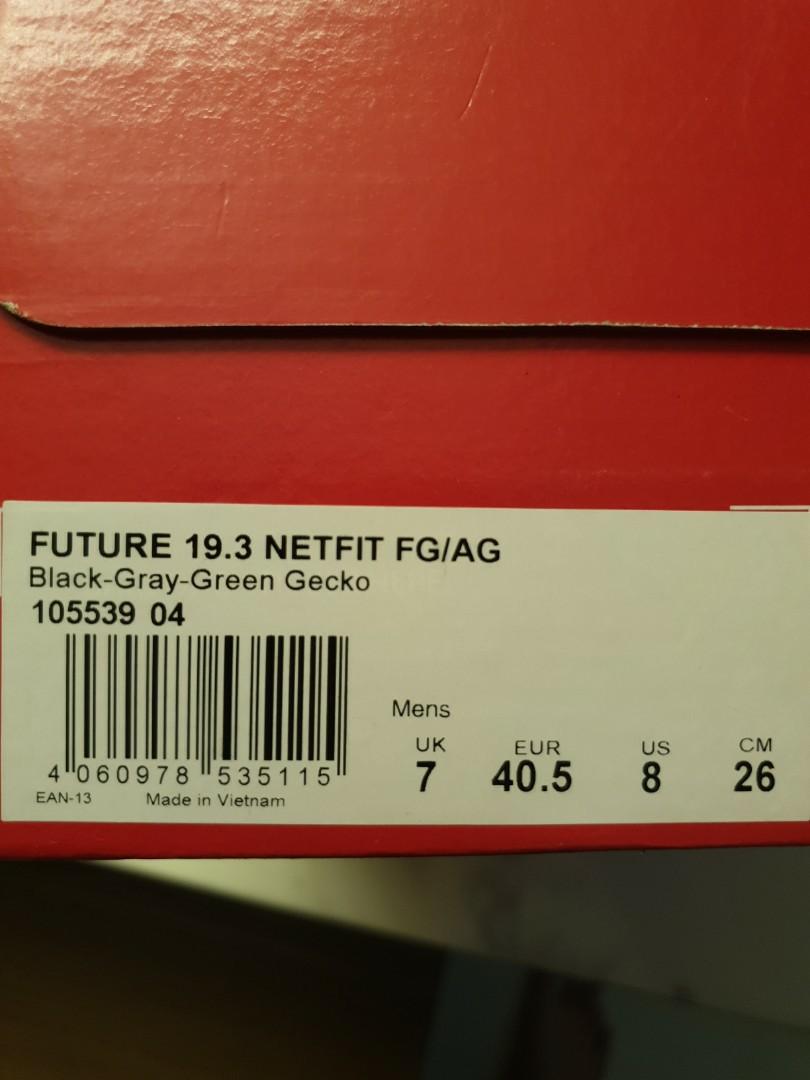 FUTURE 19.3 NETFIT FG/AG
Black-Gray-Green Gecko
105539 04
4 060978 535115
EAN-13 Made in Vietnam
Mens
UK EUR US CM
7 40.5 8 26